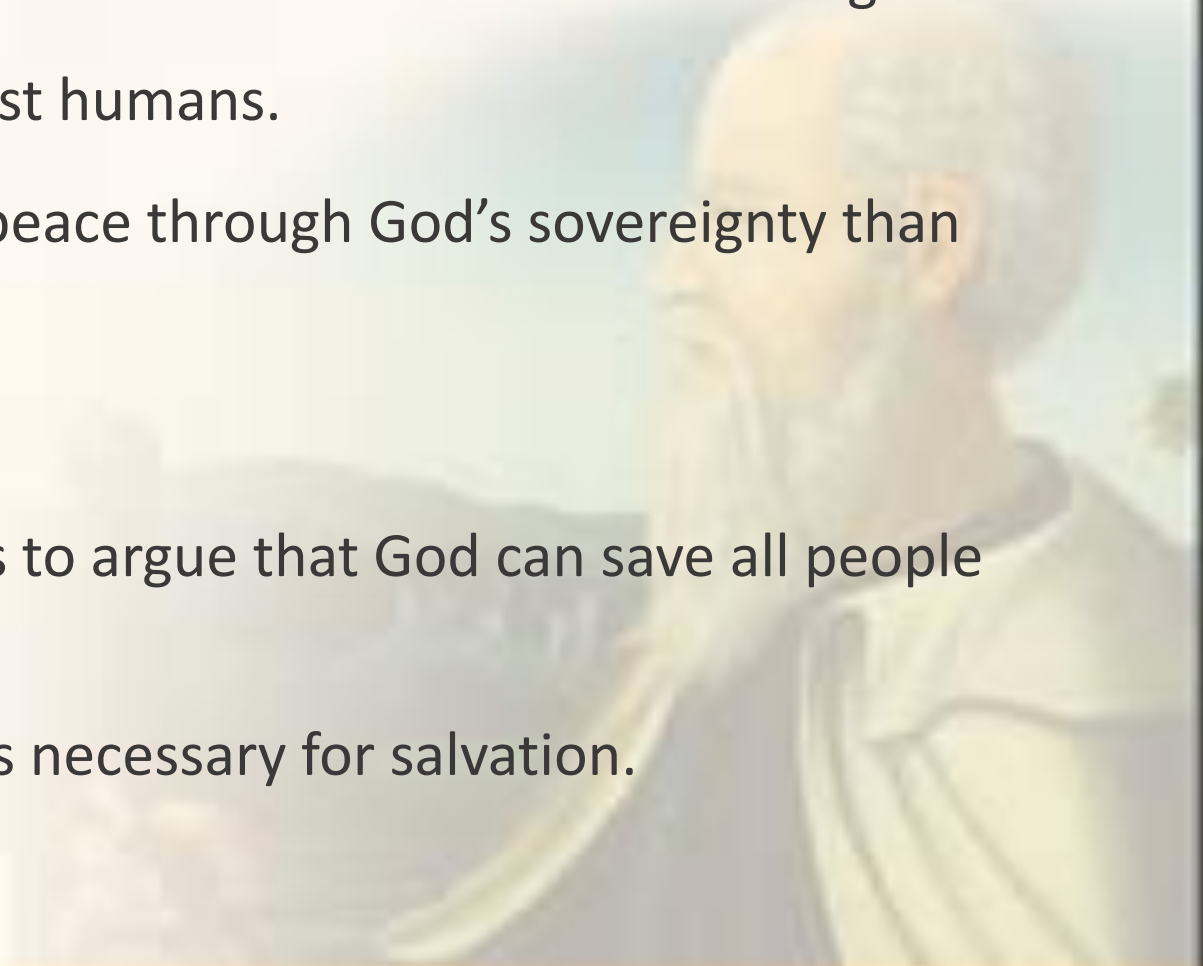 st humans.
peace through God’s sovereignty than
s to argue that God can save all people
s necessary for salvation.